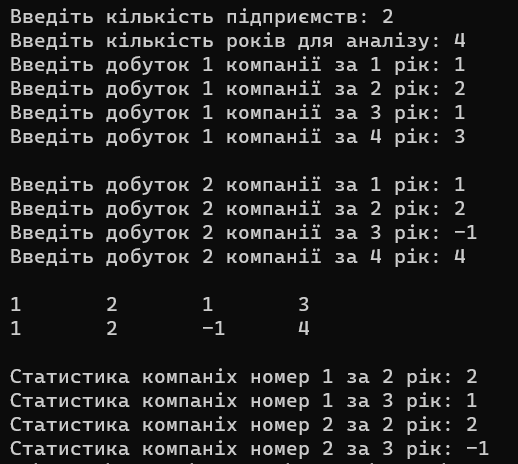 Введіть кількість підприємств: 2
Введіть кількість років для аналізу: 4
Введіть добуток 1 компанії за 1 рік: 1
Введіть добуток 1 компанії за 2 рік: 2
Введіть добуток 1 компанії за 3 рік: 1
Введіть добуток 1 компанії за 4 рік: 3
Введіть добуток 2 компанії за 1 рік: 1
Введіть добуток 2 компанії за 2 рік: 2
Введіть добуток 2 компанії за 3 рік: -1
Введіть добуток 2 компанії за 4 рік: 4
1 2 1 3
1 2 -1 4
Статистика компаніх номер 1 за 2 рік: 2
Статистика компаніх номер 1 за 3 рік: 1
Статистика компаніх номер 2 за 2 рік: 2
Статистика компаніх номер 2 за 3 рік: -1